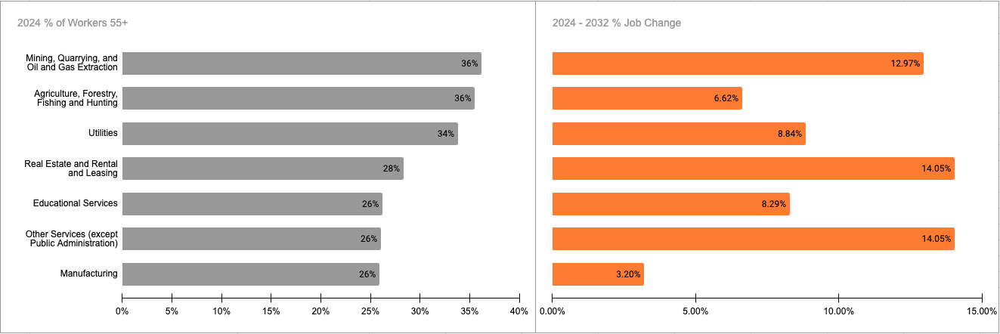 2024 % of Workers 55+
Mining, Quarrying, and
Oil and Gas Extraction
36%
Agriculture, Forestry,
Fishing and Hunting
36%
Utilities
34%
Real Estate and Rental
and Leasing
28%
Educational Services
26%
Other Services (except
Public Administration)
26%
Manufacturing
26%
0% 5% 10% 15% 20% 25% 30% 35% 40%
2024 - 2032 % Job Change
12.97%
6.62%
8.84%
14.05%
8.29%
14.05%
3.20%
0.00% 5.00% 10.00% 15.00%